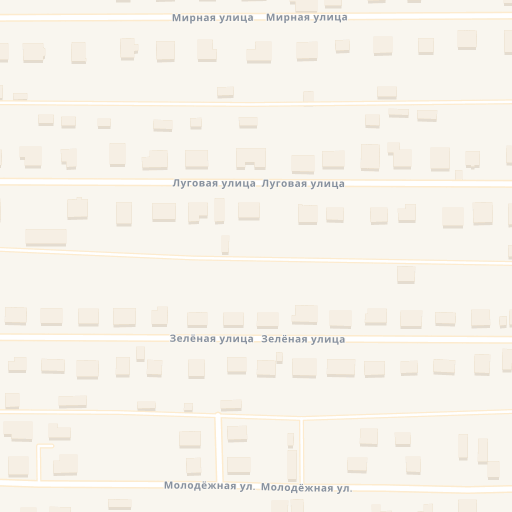 Мирная улица Мирная улица
Луговая улица Луговая улица
Зелёная улица Зелёная улица
Молодёжная ул. Молодёжная ул.